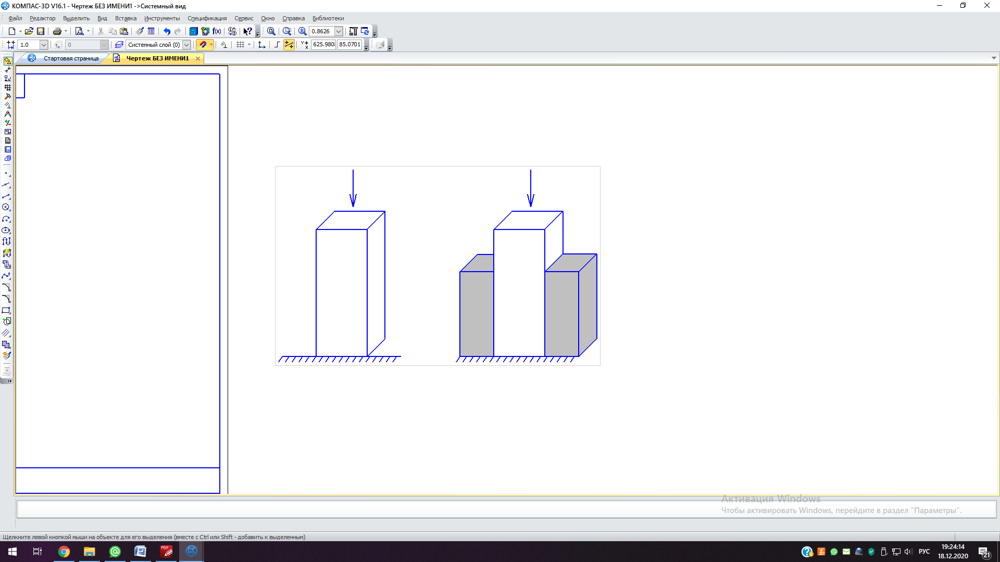 КОМПАС-3D V16.1 - Чертеж БЕЗ ИМЕНИ1 ->Системный вид
Файл Редактор Выделить Вид Вставка Инструменты Спецификация Сервис Окно Справка Библиотеки
f(x) 0.8626
1.0 0 Системный слой (0) 625.980 85.0701
Стартовая страница Чертеж БЕЗ ИМЕНИ1
Активация Windows
Чтобы активировать Windows, перейдите в раздел "Параметры".
Щелкните левой кнопкой мыши на объекте для его выделения (вместе с Ctrl или Shift - добавить к выделенным)
PDF РУС 19:24:14
18.12.2020 21